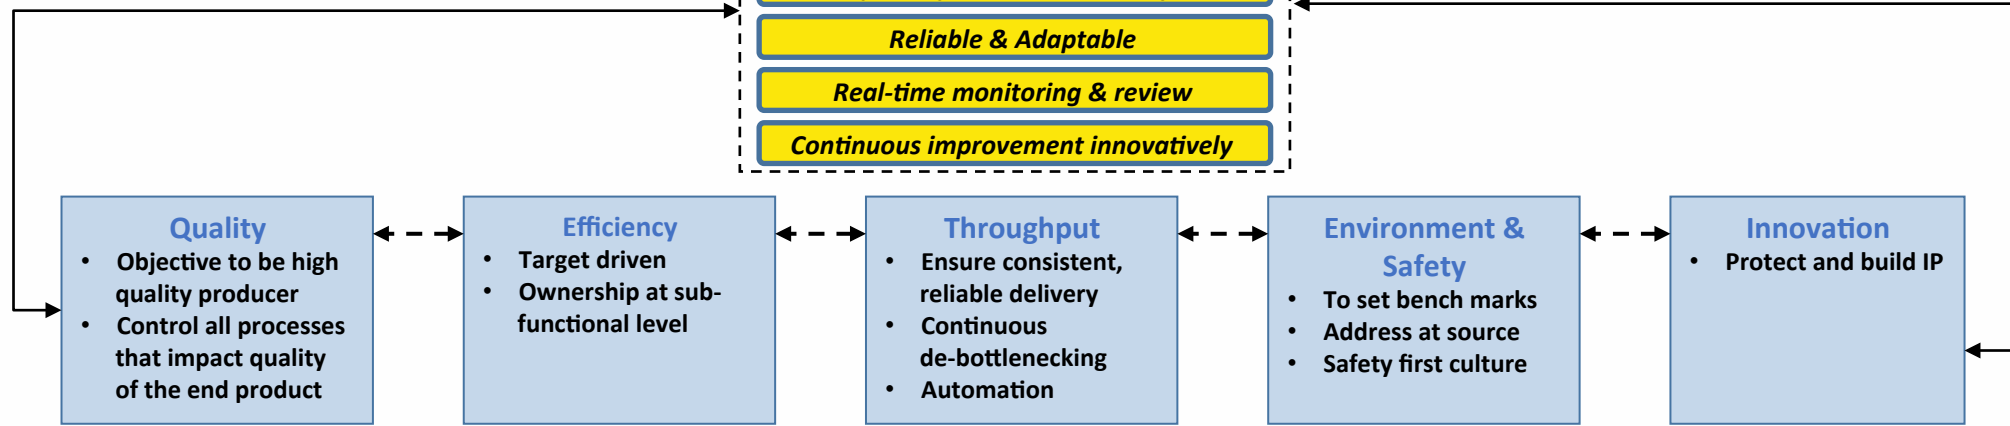 Reliable & Adaptable
Real-time monitoring & review
Continuous improvement innovatively
Quality
• Objective to be high
quality producer
• Control all processes
that impact quality
of the end product
Efficiency
• Target driven
• Ownership at sub-
functional level
Throughput
• Ensure consistent,
reliable delivery
• Continuous
de-bottlenecking
• Automation
Environment &
Safety
• To set bench marks
• Address at source
• Safety first culture
Innovation
• Protect and build IP